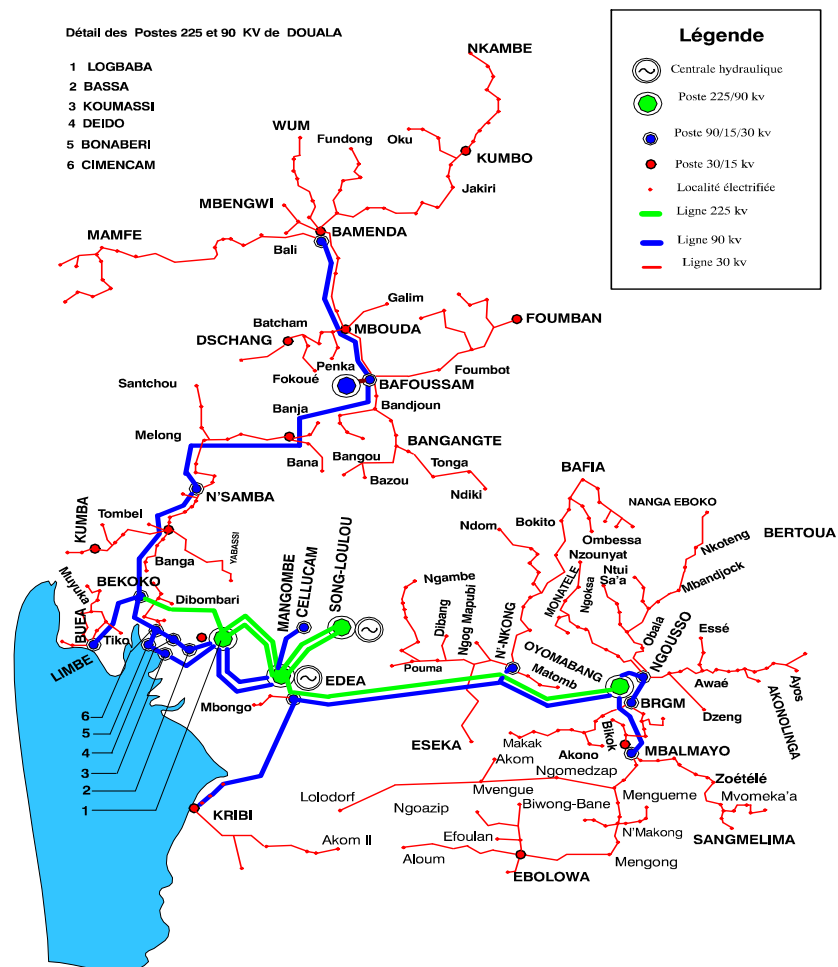 Détail des Postes 225 et 90 KV de DOUALA
1 LOGBABA
2 BASSA
3 KOUMASSI
4 DEIDO
5 BONABERI
6 CIMENCAM
Légende
Centrale hydraulique
Poste 225/90 kv
Poste 90/15/30 kv
Poste 30/15 kv
Localité électrifiée
Ligne 225 kv
Ligne 90 kv
Ligne 30 kv
NKAMBE
WUM
Fundong
Oku
KUMBO
Jakiri
MBENGWI
MAMFE
BAMENDA
Bali
Galim
FOUMBAN
Batcham
MBOUDA
DSCHANG
Penka
Foumbot
Fokoué
BAFOUSSAM
Santchou
Banja
Bandjoun
Melong
BANGANGTE
Bana
Bangou
Tonga
Bazou
Ndiki
BAFIA
N'SAMBA
NANGA EBOKO
KUMBA
Tombel
Bokito
BERTOUA
Ndom
Ombessa
Nkoteng
YABASSI
Nzounyat
Banga
Ntui
MONATELE
Ngoksa
Sa'a
Mbandjock
Muyuka
BEKOKO
MANGOMBE
CELLUCAM
SONG-LOULOU
Ngambe
Dibombari
Dibang
Ngog Mapubi
Obala
Essé
BUEA
Tiko
N'NKONG
OYOMABANG
NGOUSSO
LIMBE
Pouma
Matomb
Awaé
Ayos
EDEA
AKONOLINGA
Mbongo
BRGM
Dzeng
6
5
4
3
2
1
ESEKA
Makak
Akono
Bikok
MBALMAYO
Akom
Ngomedzap
Zoétélé
Lolodorf
Mvengue
Mengueme
Mvomeka'a
KRIBI
Ngoazip
Biwong-Bane
N'Makong
SANGMELIMA
Akom II
Efoulan
Aloum
Mengong
EBOLOWA